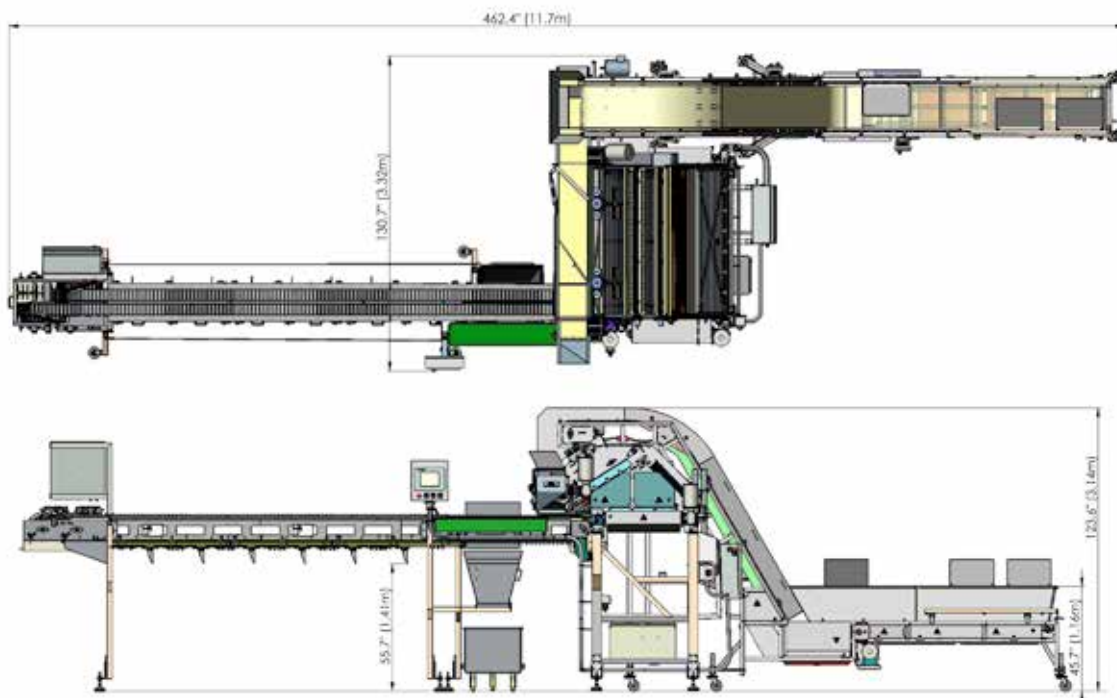 462.4" (11.7m)
130.7" (3.32m)
123.6" (3.14m)
55.7" (1.41m)
45.7" (1.16m)